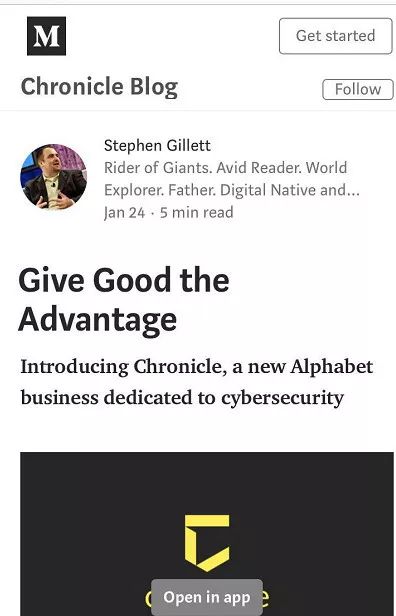 M
Get started
Chronicle Blog
Follow
Stephen Gillett
Rider of Giants. Avid Reader. World
Explorer. Father. Digital Native and...
Jan 24 · 5 min read
Give Good the
Advantage
Introducing Chronicle, a new Alphabet
business dedicated to cybersecurity
Open in app